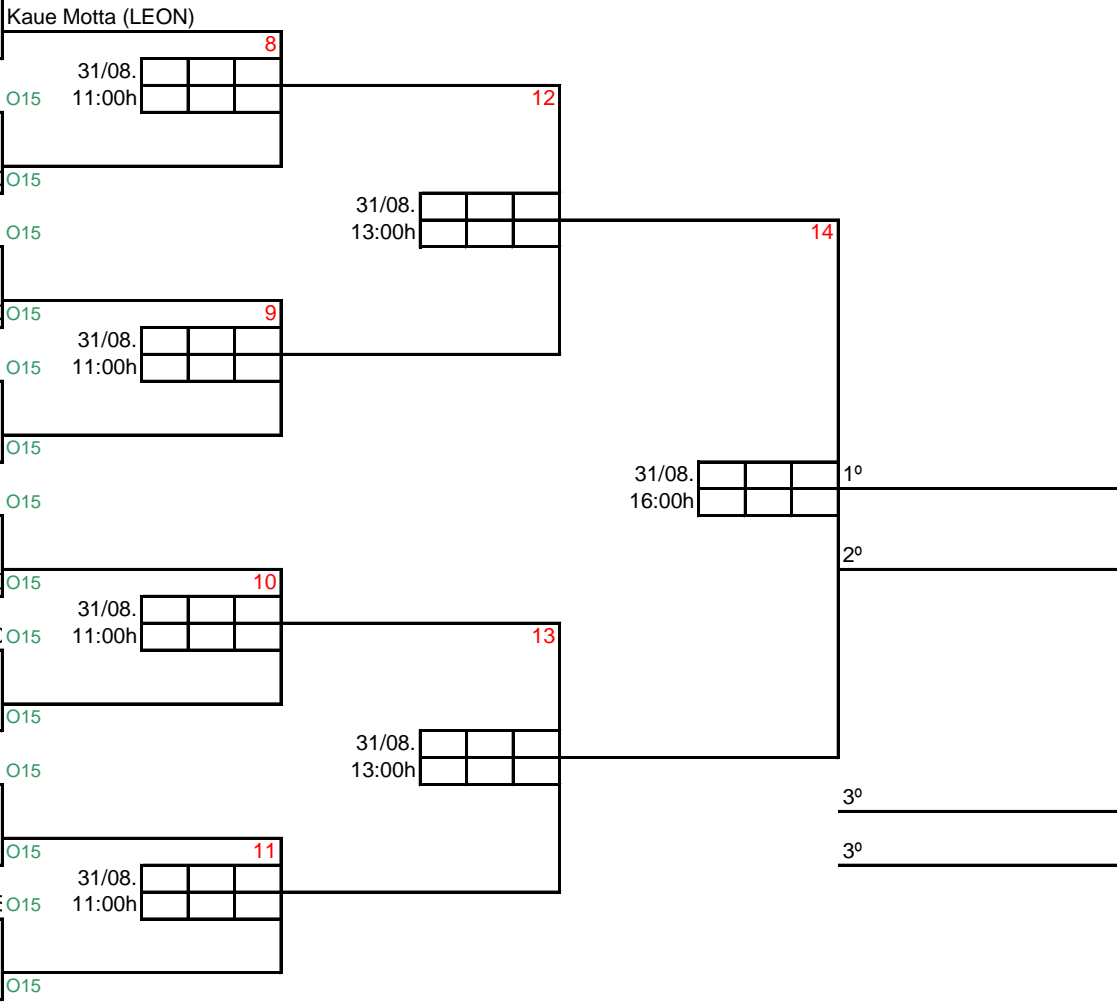 Kaue Motta (LEON)
8
31/08.
O15 11:00h
12
O15
31/08.
O15
13:00h
14
O15
9
31/08.
O15 11:00h
O15
31/08.
1º
O15
16:00h
2º
O15
10
31/08.
O15 11:00h
13
O15
31/08.
O15
13:00h
3º
O15
11
3º
31/08.
O15 11:00h
O15